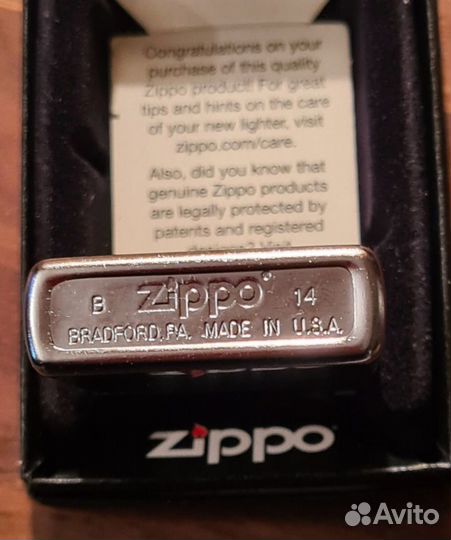 Congratulations on your
purchase of this quality
Zippo product! For great
tips and hints on the care
of your new lighter, visit
zippo.com/care.
Also, did you know that
genuine Zippo products
are legally protected by
patents and registered
designs? Visit
B zippo® 14
BRADFORD, PA. MADE IN U.S.A.
zippo
Avito